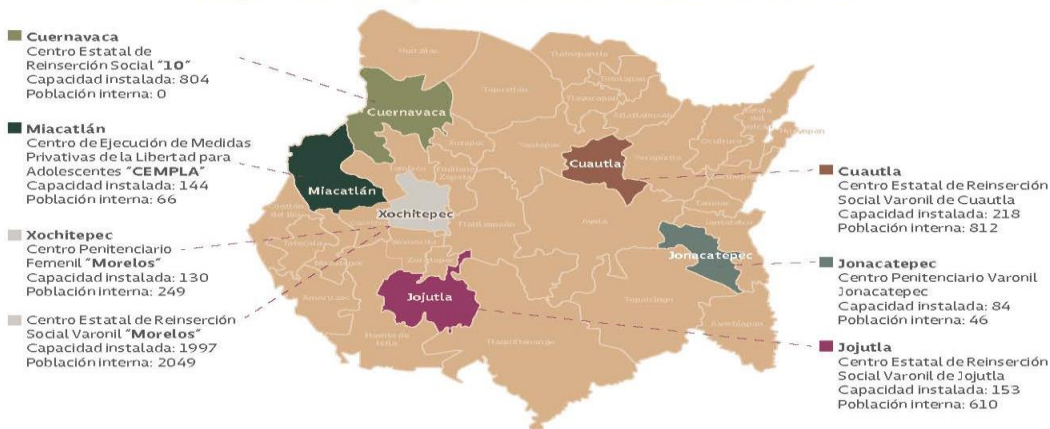 Cuernavaca
Centro Estatal de
Reinserción Social "10"
Capacidad instalada: 804
Población interna: 0
Miacatlán
Centro de Ejecución de Medidas
Privativas de la Libertad para
Adolescentes "CEMPLA"
Capacidad instalada: 144
Población interna: 66
Xochitepec
Centro Penitenciario
Femenil "Morelos"
Capacidad instalada: 130
Población interna: 249
Centro Estatal de Reinserción
Social Varonil "Morelos"
Capacidad instalada: 1997
Población interna: 2049
Cuernavaca
Miacatlán
Xochitepec
Jojutla
Cuautla
Jonacatepec
Tlaltizapán
Tepalcingo
Ayala
Cuautla
Centro Estatal de Reinserción
Social Varonil de Cuautla
Capacidad instalada: 218
Población interna: 812
Jonacatepec
Centro Penitenciario Varonil
Jonacatepec
Capacidad instalada: 84
Población interna: 46
Jojutla
Centro Estatal de Reinserción
Social Varonil de Jojutla
Capacidad instalada: 153
Población interna: 610